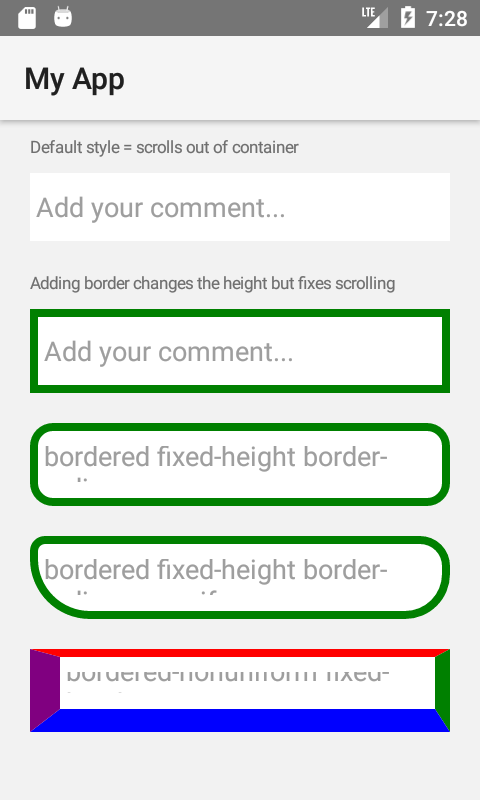 LTE 7:28
My App
Default style = scrolls out of container
Add your comment...
Adding border changes the height but fixes scrolling
Add your comment...
bordered fixed-height border-
bordered fixed-height border-
bordered-nonuniform fixed-